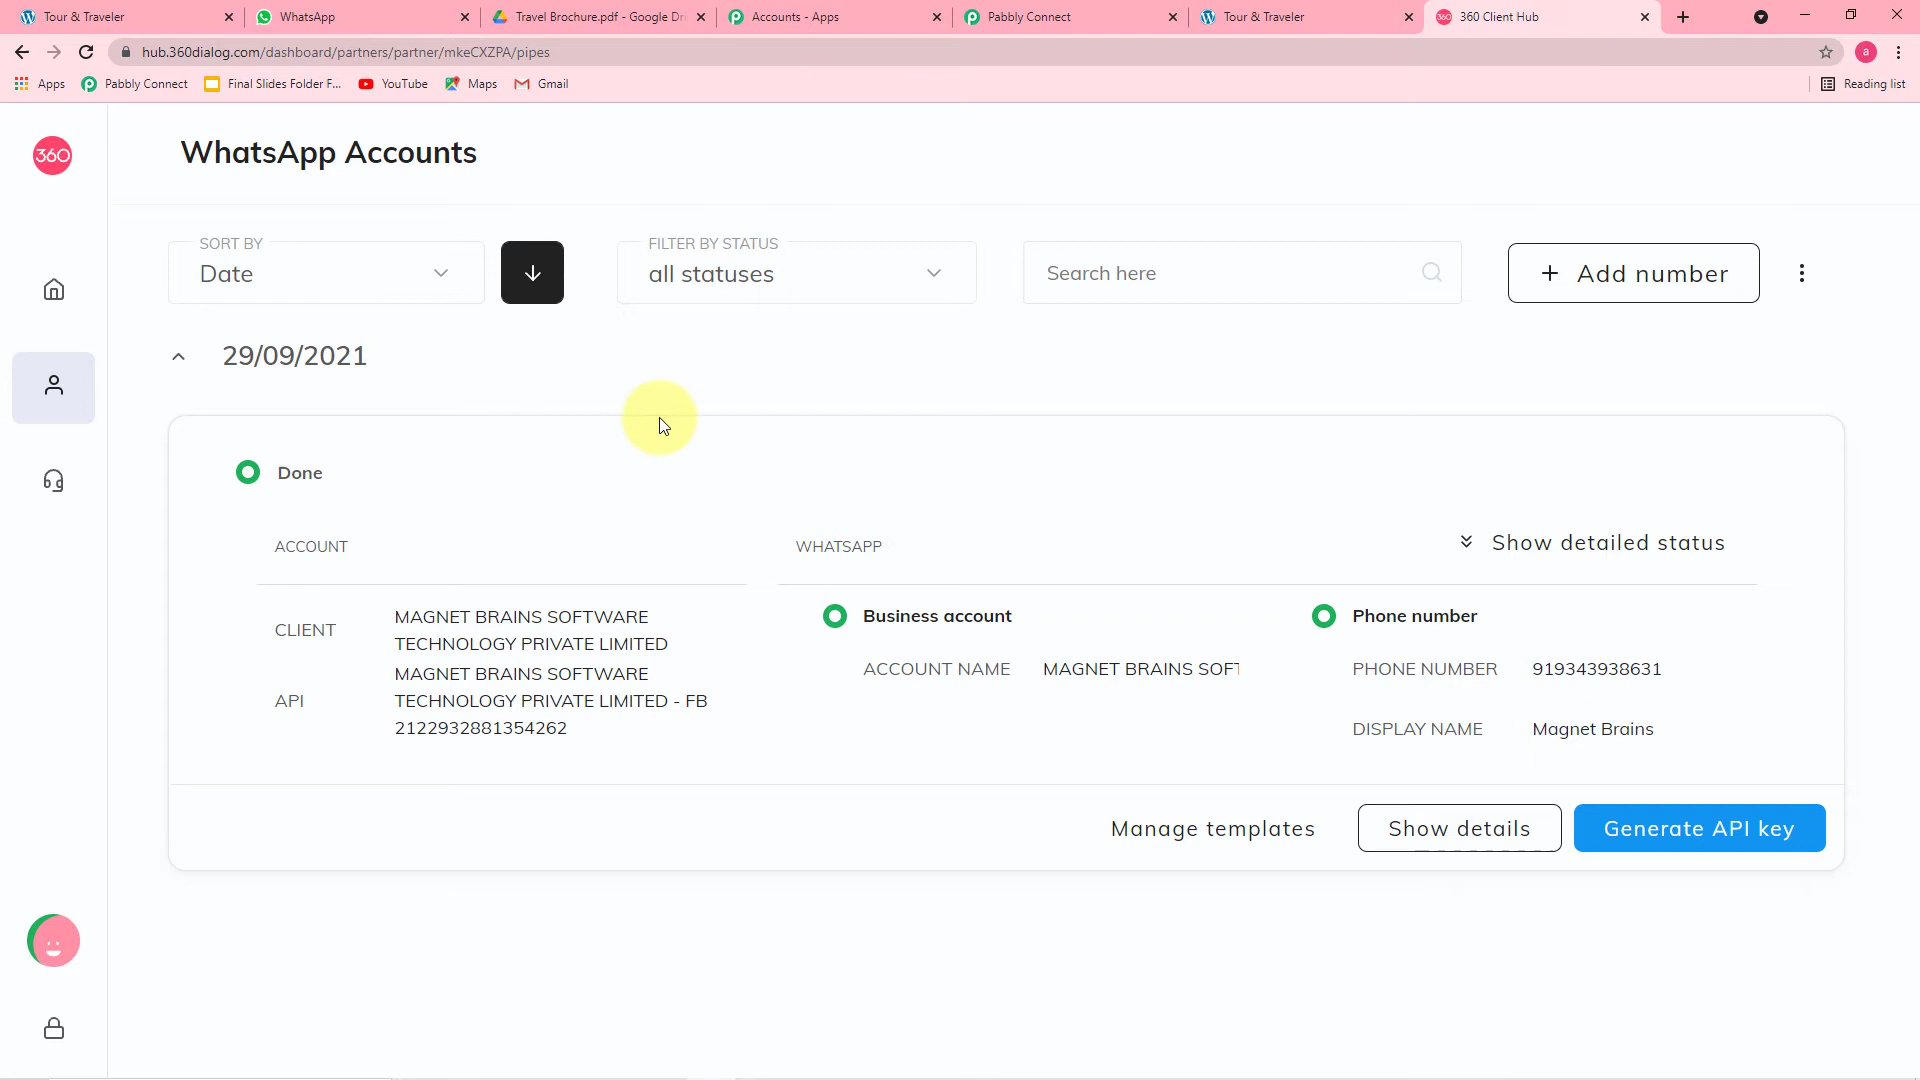 Tour & Traveler
WhatsApp
Travel Brochure.pdf - Google Dri
Accounts - Apps
Pabbly Connect
Tour & Traveler
360 Client Hub
hub.360dialog.com/dashboard/partners/partner/mkeCXZPA/pipes
a
Apps
Pabbly Connect
Final Slides Folder F...
YouTube
Maps
Gmail
Reading list
360
WhatsApp Accounts
SORT BY
Date
FILTER BY STATUS
all statuses
Search here
+ Add number
29/09/2021
Done
ACCOUNT
WHATSAPP
Show detailed status
CLIENT
MAGNET BRAINS SOFTWARE
TECHNOLOGY PRIVATE LIMITED
API
MAGNET BRAINS SOFTWARE
TECHNOLOGY PRIVATE LIMITED - FB
2122932881354262
Business account
ACCOUNT NAME MAGNET BRAINS SOFT
Phone number
PHONE NUMBER 919343938631
DISPLAY NAME Magnet Brains
Manage templates
Show details
Generate API key